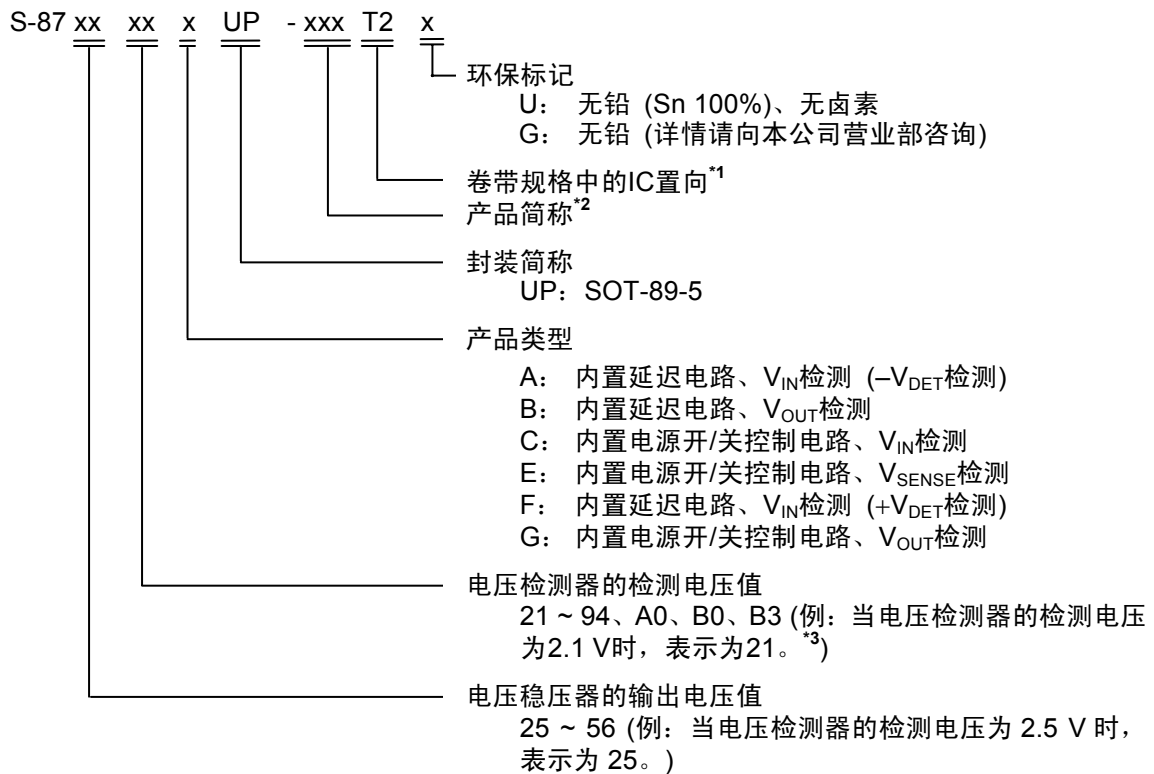 S-87 xx xx x UP - xxx T2 x
环保标记
U： 无铅 (Sn 100%)、无卤素
G： 无铅 (详情请向本公司营业部咨询)
卷带规格中的IC置向*1
产品简称*2
封装简称
UP：SOT-89-5
产品类型
A： 内置延迟电路、VIN检测 (–VDET检测)
B： 内置延迟电路、VOUT检测
C： 内置电源开/关控制电路、VIN检测
E： 内置电源开/关控制电路、VSENSE检测
F： 内置延迟电路、VIN检测 (+VDET检测)
G： 内置电源开/关控制电路、VOUT检测
电压检测器的检测电压值
21 ~ 94、A0、B0、B3 (例：当电压检测器的检测电压
为2.1 V时，表示为21。*3)
电压稳压器的输出电压值
25 ~ 56 (例：当电压检测器的检测电压为 2.5 V 时，
表示为 25。)